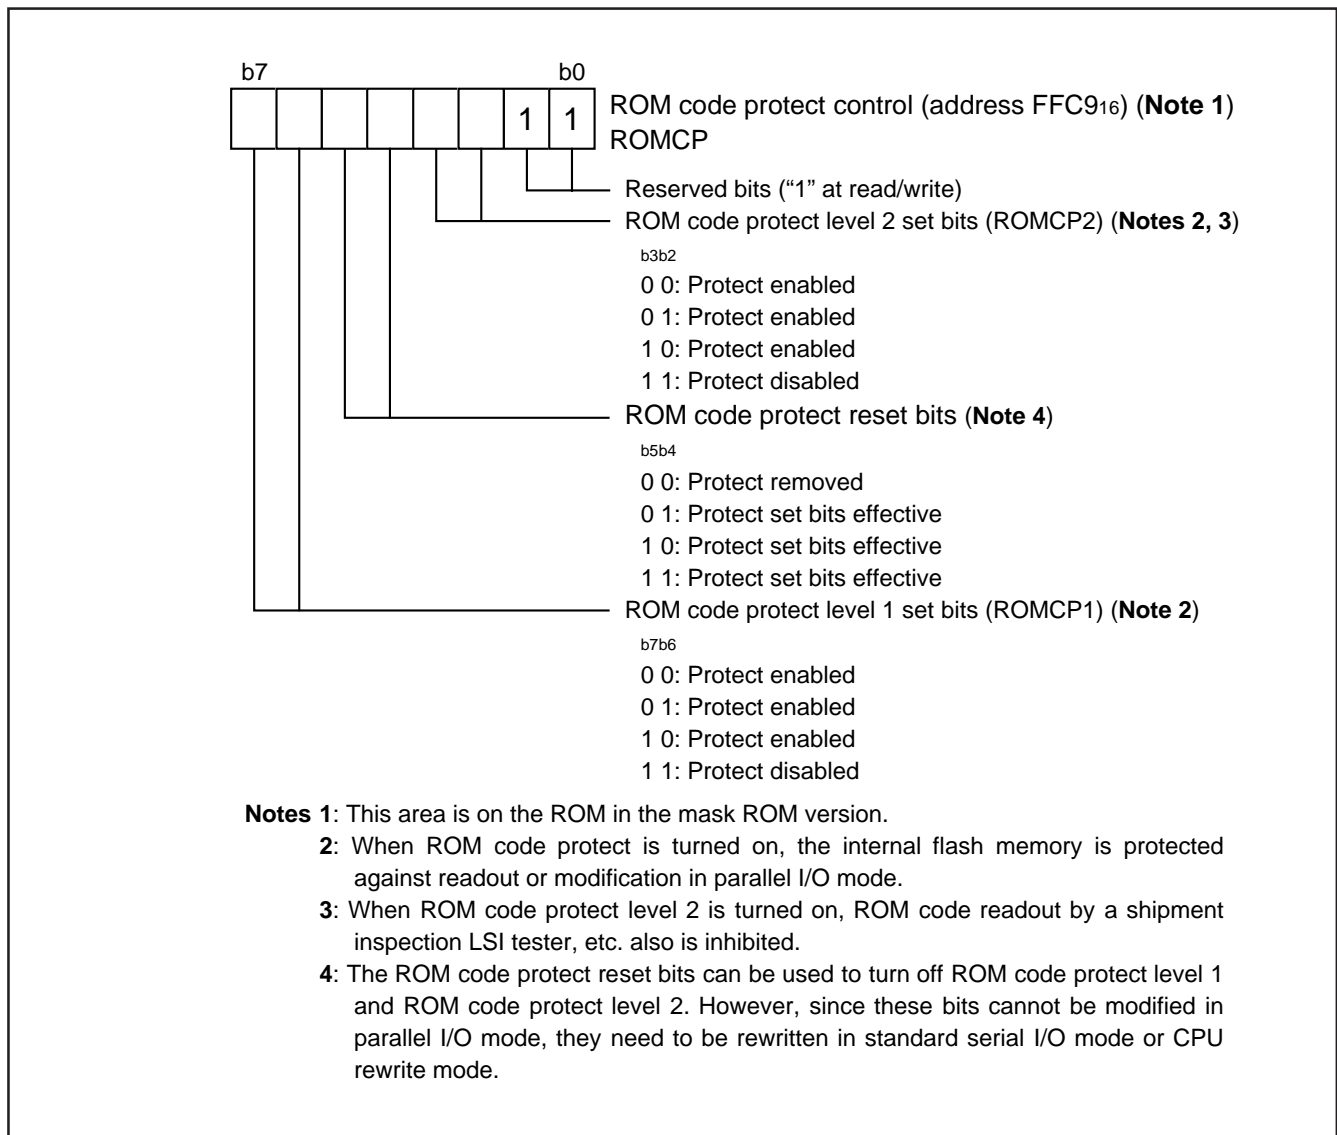 b7 b0
1 1
ROM code protect control (address FFC916) (Note 1)
ROMCP
Reserved bits (“1” at read/write)
ROM code protect level 2 set bits (ROMCP2) (Notes 2, 3)
b3b2
0 0: Protect enabled
0 1: Protect enabled
1 0: Protect enabled
1 1: Protect disabled
ROM code protect reset bits (Note 4)
b5b4
0 0: Protect removed
0 1: Protect set bits effective
1 0: Protect set bits effective
1 1: Protect set bits effective
ROM code protect level 1 set bits (ROMCP1) (Note 2)
b7b6
0 0: Protect enabled
0 1: Protect enabled
1 0: Protect enabled
1 1: Protect disabled
Notes 1: This area is on the ROM in the mask ROM version.
2: When ROM code protect is turned on, the internal flash memory is protected
against readout or modification in parallel I/O mode.
3: When ROM code protect level 2 is turned on, ROM code readout by a shipment
inspection LSI tester, etc. also is inhibited.
4: The ROM code protect reset bits can be used to turn off ROM code protect level 1
and ROM code protect level 2. However, since these bits cannot be modified in
parallel I/O mode, they need to be rewritten in standard serial I/O mode or CPU
rewrite mode.